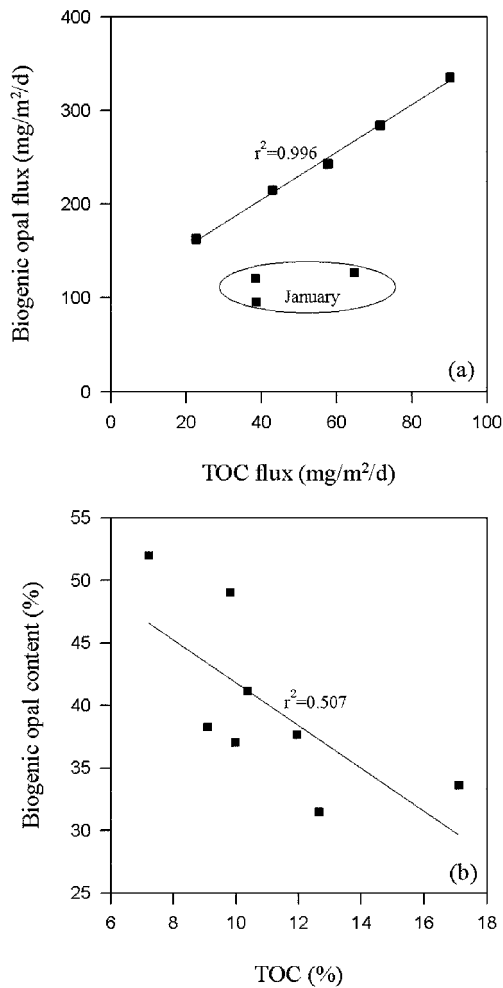 400
300
200
100
0
Biogenic opal flux (mg/m²/d)
r²=0.996
January
(a)
0 20 40 60 80 100
TOC flux (mg/m²/d)
55
50
45
40
35
30
25
Biogenic opal content (%)
r²=0.507
(b)
6 8 10 12 14 16 18
TOC (%)